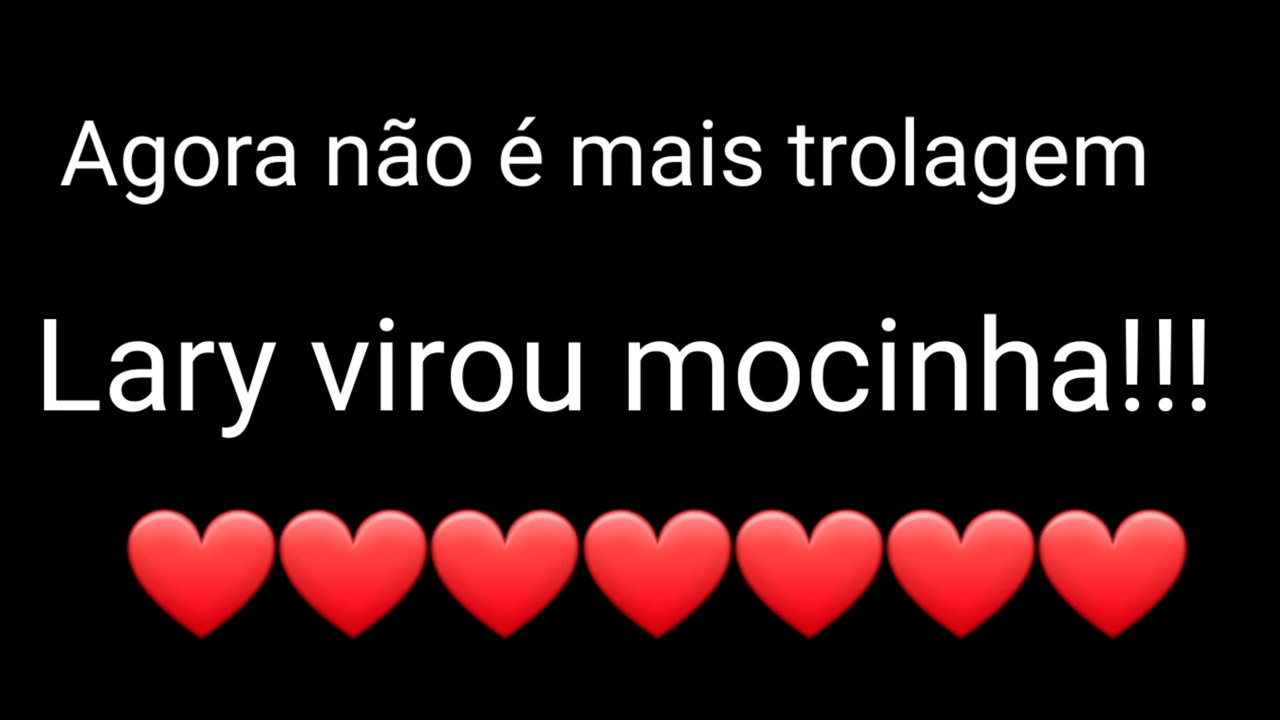 Agora não é mais trolagem
Lary virou mocinha!!!
❤️❤️❤️❤️❤️❤️❤️